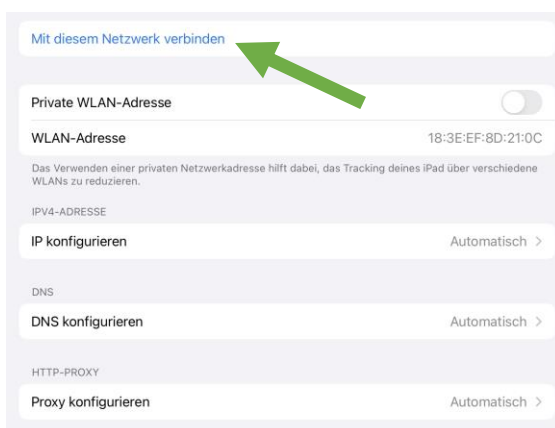 Mit diesem Netzwerk verbinden
Private WLAN-Adresse
WLAN-Adresse 18:3E:EF:8D:21:0C
Das Verwenden einer privaten Netzwerkadresse hilft dabei, das Tracking deines iPad über verschiedene
WLANs zu reduzieren.
IPV4-ADRESSE
IP konfigurieren Automatisch >
DNS
DNS konfigurieren Automatisch >
HTTP-PROXY
Proxy konfigurieren Automatisch >